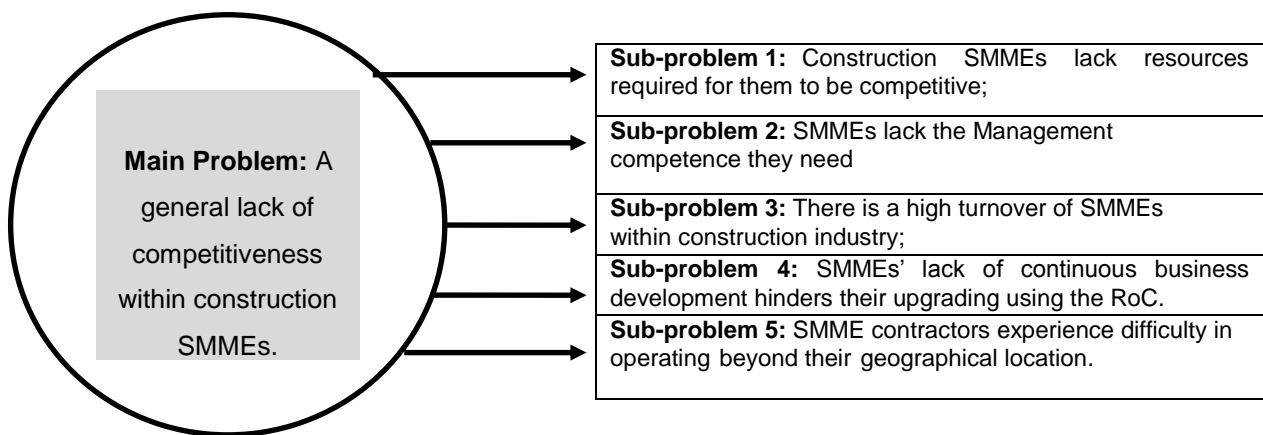 Main Problem: A
general lack of
competitiveness
within construction
SMMEs.
Sub-problem 1: Construction SMMEs lack resources
required for them to be competitive;
Sub-problem 2: SMMEs lack the Management
competence they need
Sub-problem 3: There is a high turnover of SMMEs
within construction industry;
Sub-problem 4: SMMEs' lack of continuous business
development hinders their upgrading using the RoC.
Sub-problem 5: SMME contractors experience difficulty in
operating beyond their geographical location.